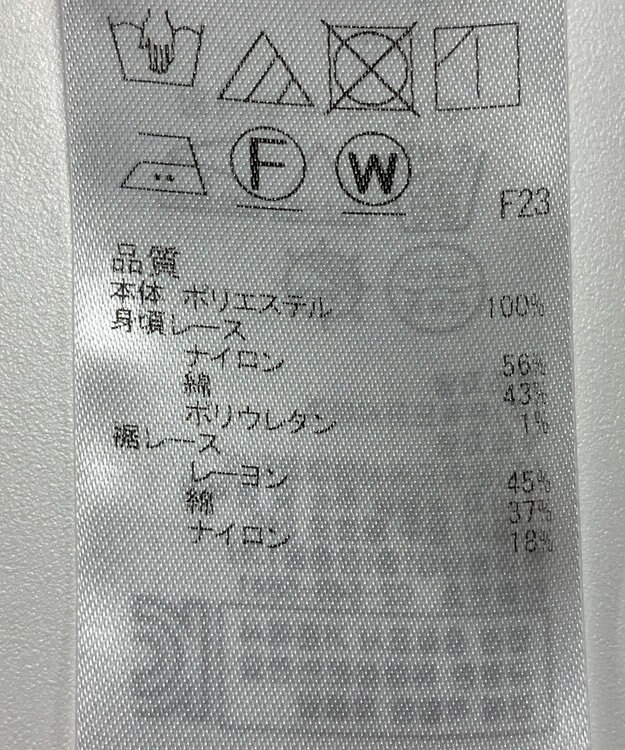 F W F23
品質
本体 ポリエステル 100%
身頃レース
ナイロン 56%
綿 43%
ポリウレタン 1%
裾レース
レーヨン 45%
綿 37%
ナイロン 18%